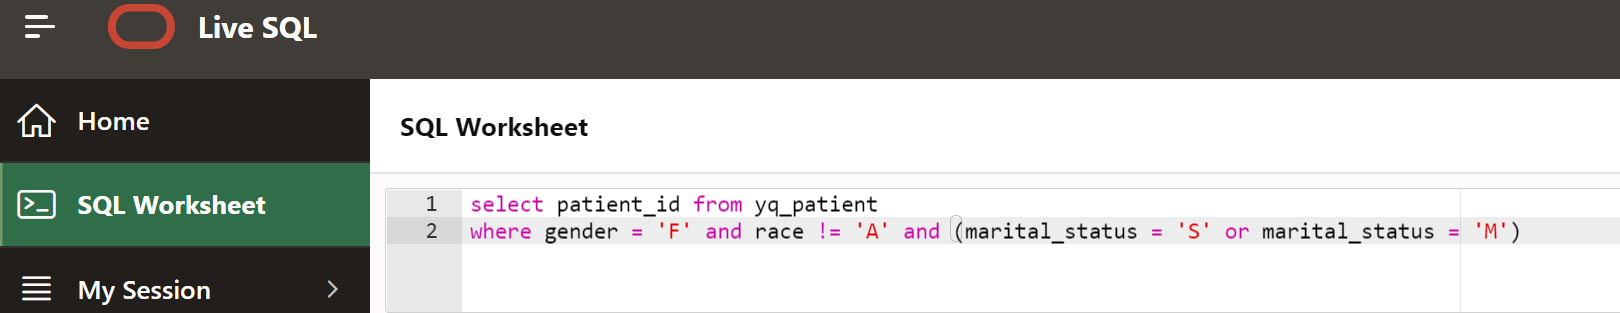 Live SQL
Home
SQL Worksheet
My Session
SQL Worksheet
1 select patient_id from yq_patient
2 where gender = 'F' and race != 'A' and (marital_status = 'S' or marital_status = 'M')